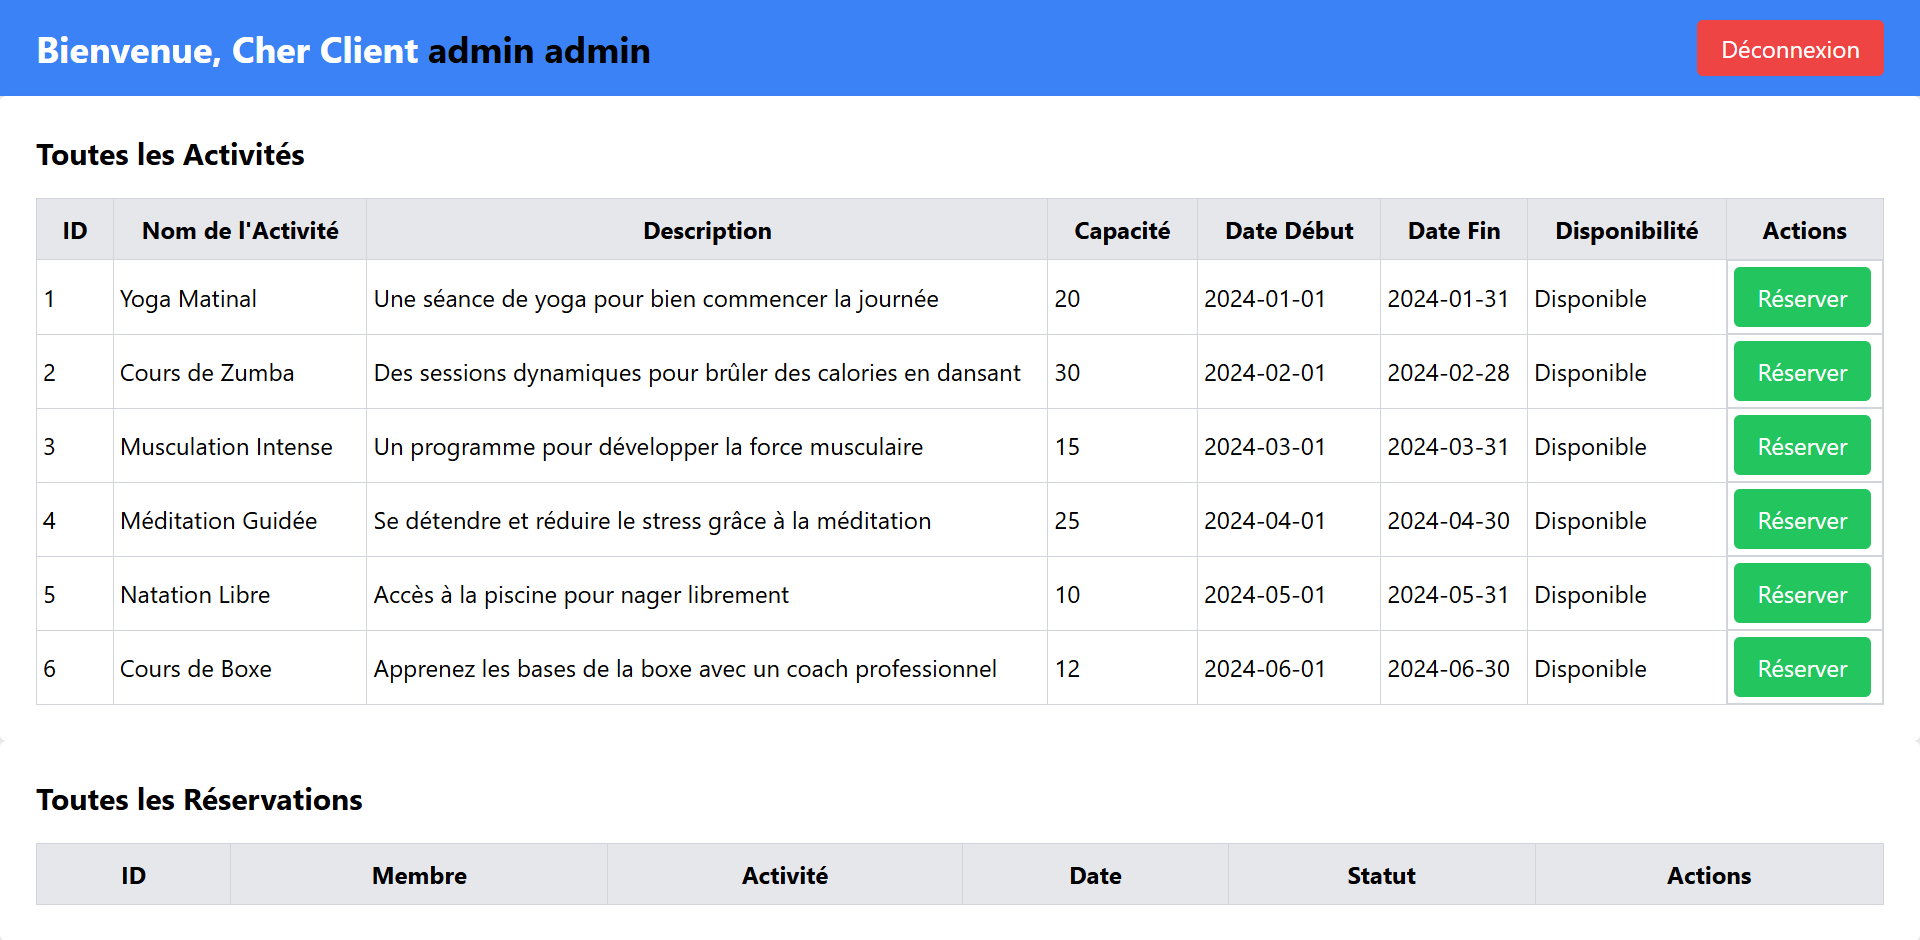 Bienvenue, Cher Client admin admin Déconnexion
Toutes les Activités
ID Nom de l'Activité Description Capacité Date Début Date Fin Disponibilité Actions
1 Yoga Matinal Une séance de yoga pour bien commencer la journée 20 2024-01-01 2024-01-31 Disponible Réserver
2 Cours de Zumba Des sessions dynamiques pour brûler des calories en dansant 30 2024-02-01 2024-02-28 Disponible Réserver
3 Musculation Intense Un programme pour développer la force musculaire 15 2024-03-01 2024-03-31 Disponible Réserver
4 Méditation Guidée Se détendre et réduire le stress grâce à la méditation 25 2024-04-01 2024-04-30 Disponible Réserver
5 Natation Libre Accès à la piscine pour nager librement 10 2024-05-01 2024-05-31 Disponible Réserver
6 Cours de Boxe Apprenez les bases de la boxe avec un coach professionnel 12 2024-06-01 2024-06-30 Disponible Réserver
Toutes les Réservations
ID Membre Activité Date Statut Actions